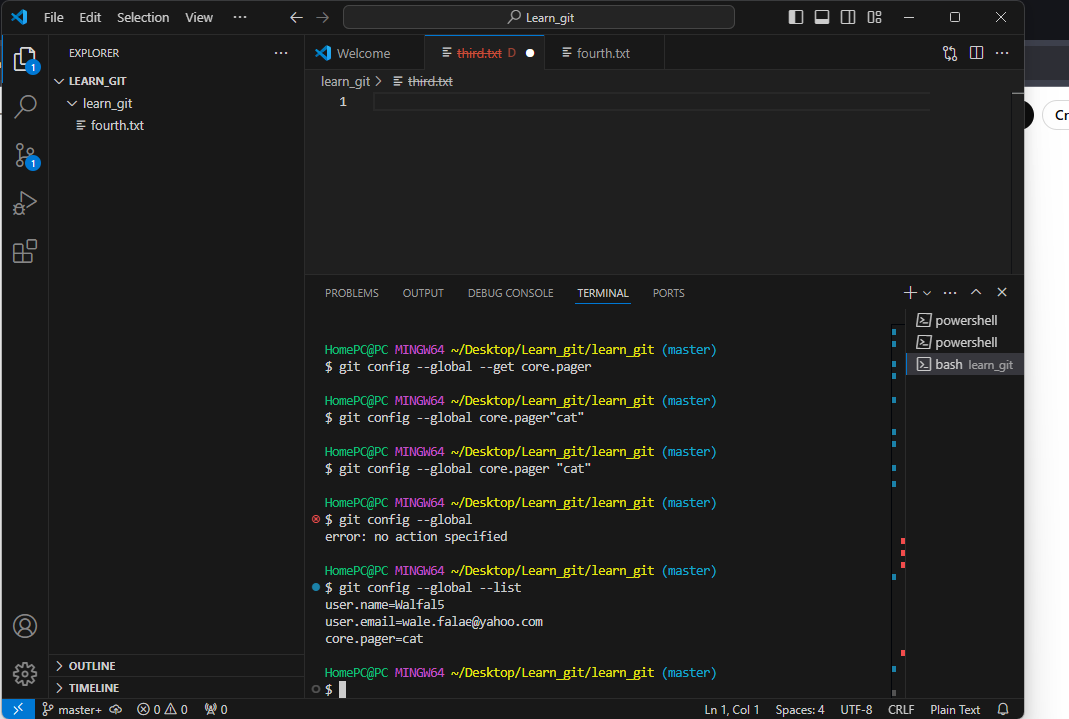 File Edit Selection View ··· Learn_git
EXPLORER ···
Welcome third.txt D fourth.txt ···
LEARN_GIT
learn_git
fourth.txt
learn_git > third.txt
1
PROBLEMS OUTPUT DEBUG CONSOLE TERMINAL PORTS
powershell
powershell
bash learn_git
HomePC@PC MINGW64 ~/Desktop/Learn_git/learn_git (master)
$ git config --global --get core.pager
HomePC@PC MINGW64 ~/Desktop/Learn_git/learn_git (master)
$ git config --global core.pager"cat"
HomePC@PC MINGW64 ~/Desktop/Learn_git/learn_git (master)
$ git config --global core.pager "cat"
HomePC@PC MINGW64 ~/Desktop/Learn_git/learn_git (master)
$ git config --global
error: no action specified
HomePC@PC MINGW64 ~/Desktop/Learn_git/learn_git (master)
$ git config --global --list
user.name=Walfal5
user.email=wale.falae@yahoo.com
core.pager=cat
HomePC@PC MINGW64 ~/Desktop/Learn_git/learn_git (master)
$
OUTLINE
TIMELINE
master+ 0 0 0 Ln 1, Col 1 Spaces: 4 UTF-8 CRLF Plain Text
1
1
Cr